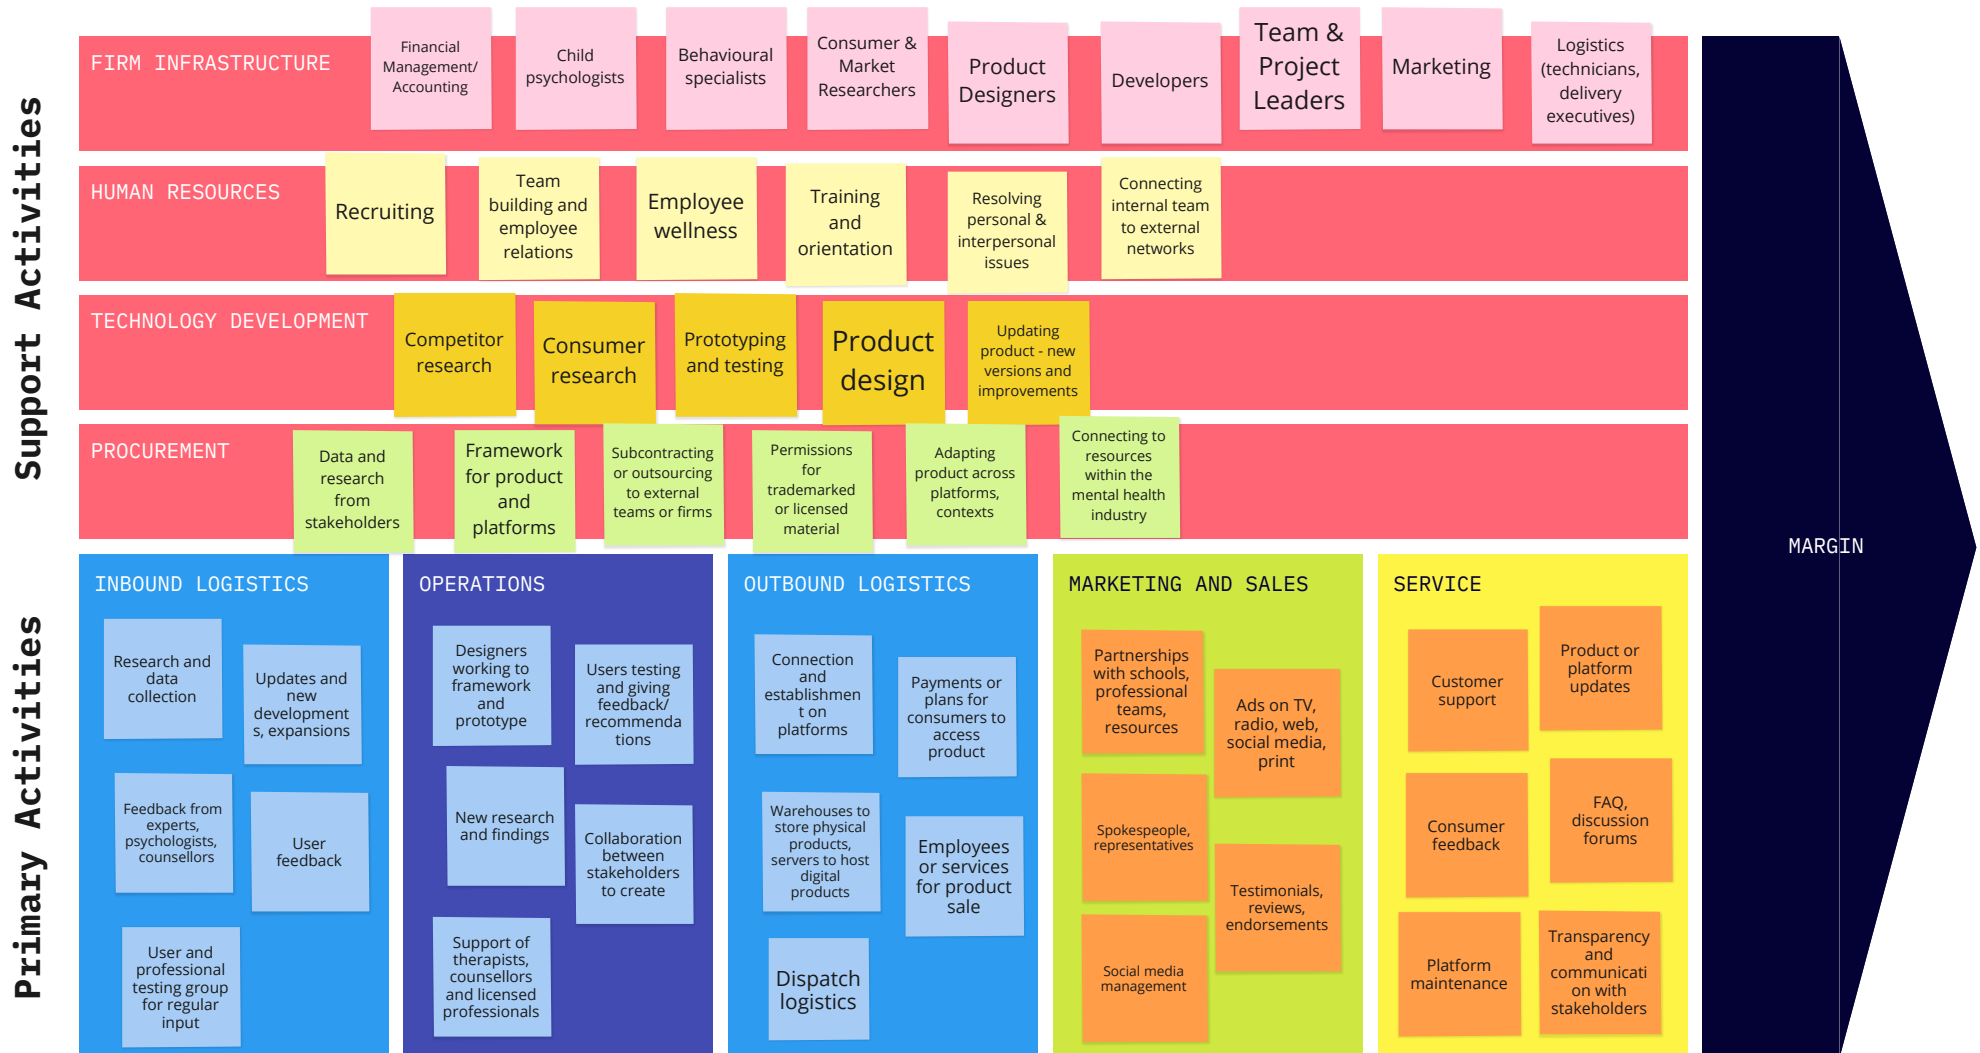 Support Activities
FIRM INFRASTRUCTURE
Financial
Management/
Accounting
Child
psychologists
Behavioural
specialists
Consumer &
Market
Researchers
Product
Designers
Developers
Team &
Project
Leaders
Marketing
Logistics
(technicians,
delivery
executives)
HUMAN RESOURCES
Recruiting
Team
building and
employee
relations
Employee
wellness
Training
and
orientation
Resolving
personal &
interpersonal
issues
Connecting
internal team
to external
networks
TECHNOLOGY DEVELOPMENT
Competitor
research
Consumer
research
Prototyping
and testing
Product
design
Updating
product - new
versions and
improvements
PROCUREMENT
Data and
research
from
stakeholders
Framework
for product
and
platforms
Subcontracting
or outsourcing
to external
teams or firms
Permissions
for
trademarked
or licensed
material
Adapting
product across
platforms,
contexts
Connecting to
resources
within the
mental health
industry
Primary Activities
INBOUND LOGISTICS
Research and
data
collection
Updates and
new
development
s, expansions
Feedback from
experts,
psychologists,
counsellors
User
feedback
User and
professional
testing group
for regular
input
OPERATIONS
Designers
working to
framework
and
prototype
Users testing
and giving
feedback/
recommenda
tions
New research
and findings
Collaboration
between
stakeholders
to create
Support of
therapists,
counsellors
and licensed
professionals
OUTBOUND LOGISTICS
Connection
and
establishmen
t on
platforms
Payments or
plans for
consumers to
access
product
Warehouses to
store physical
products,
servers to host
digital
products
Employees
or services
for product
sale
Dispatch
logistics
MARKETING AND SALES
Partnerships
with schools,
professional
teams,
resources
Ads on TV,
radio, web,
social media,
print
Spokespeople,
representatives
Testimonials,
reviews,
endorsements
Social media
management
SERVICE
Customer
support
Product or
platform
updates
Consumer
feedback
FAQ,
discussion
forums
Platform
maintenance
Transparency
and
communicati
on with
stakeholders
MARGIN